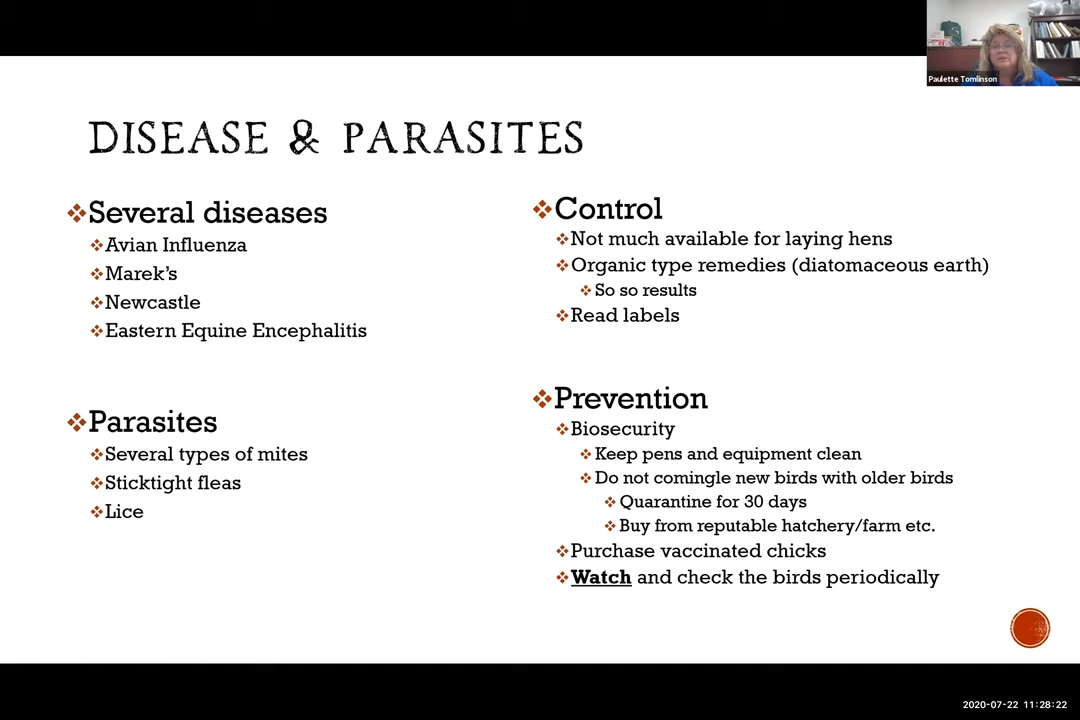 Paulette Tomlinson
DISEASE & PARASITES
Several diseases
Avian Influenza
Marek's
Newcastle
Eastern Equine Encephalitis
Parasites
Several types of mites
Sticktight fleas
Lice
Control
Not much available for laying hens
Organic type remedies (diatomaceous earth)
So so results
Read labels
Prevention
Biosecurity
Keep pens and equipment clean
Do not comingle new birds with older birds
Quarantine for 30 days
Buy from reputable hatchery/farm etc.
Purchase vaccinated chicks
Watch and check the birds periodically
2020-07-22 11:28:22